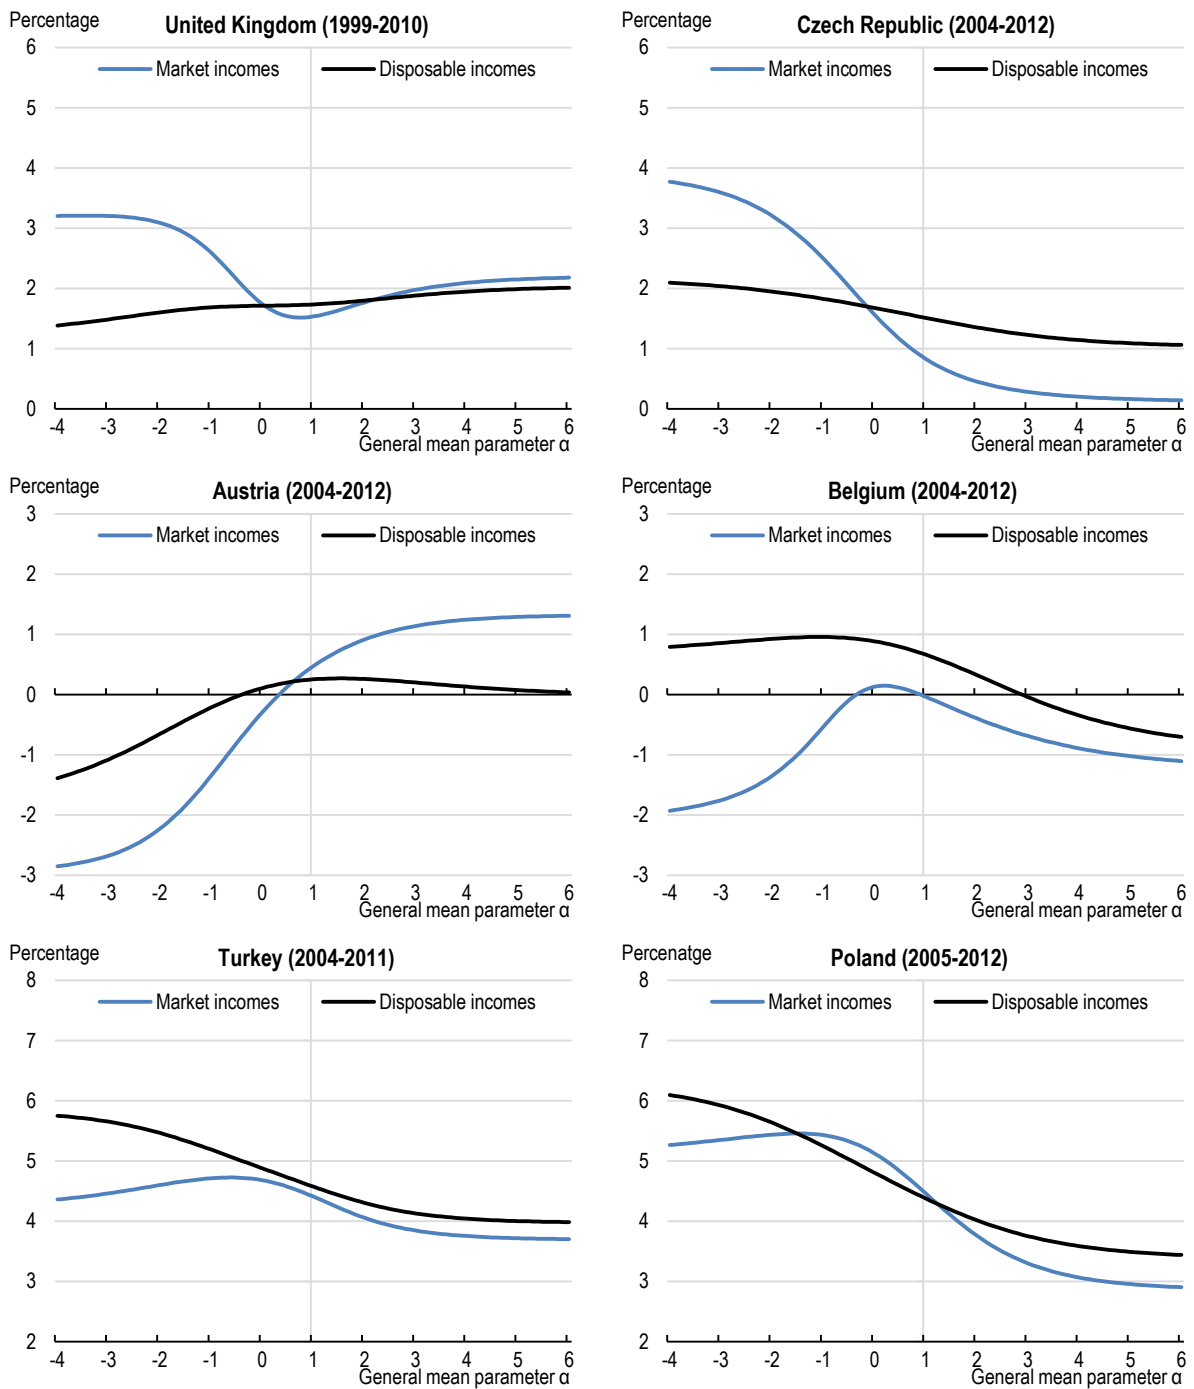 Percentage
United Kingdom (1999-2010)
Market incomes
Disposable incomes
6
5
4
3
2
1
0
-4 -3 -2 -1 0 1 2 3 4 5 6
General mean parameter α
Percentage
Czech Republic (2004-2012)
Market incomes
Disposable incomes
6
5
4
3
2
1
0
-4 -3 -2 -1 0 1 2 3 4 5 6
General mean parameter α
Percentage
Austria (2004-2012)
Market incomes
Disposable incomes
3
2
1
0
-1
-2
-3
-4 -3 -2 -1 0 1 2 3 4 5 6
General mean parameter α
Percentage
Belgium (2004-2012)
Market incomes
Disposable incomes
3
2
1
0
-1
-2
-3
-4 -3 -2 -1 0 1 2 3 4 5 6
General mean parameter α
Percentage
Turkey (2004-2011)
Market incomes
Disposable incomes
8
7
6
5
4
3
2
-4 -3 -2 -1 0 1 2 3 4 5 6
General mean parameter α
Percenatge
Poland (2005-2012)
Market incomes
Disposable incomes
8
7
6
5
4
3
2
-4 -3 -2 -1 0 1 2 3 4 5 6
General mean parameter α